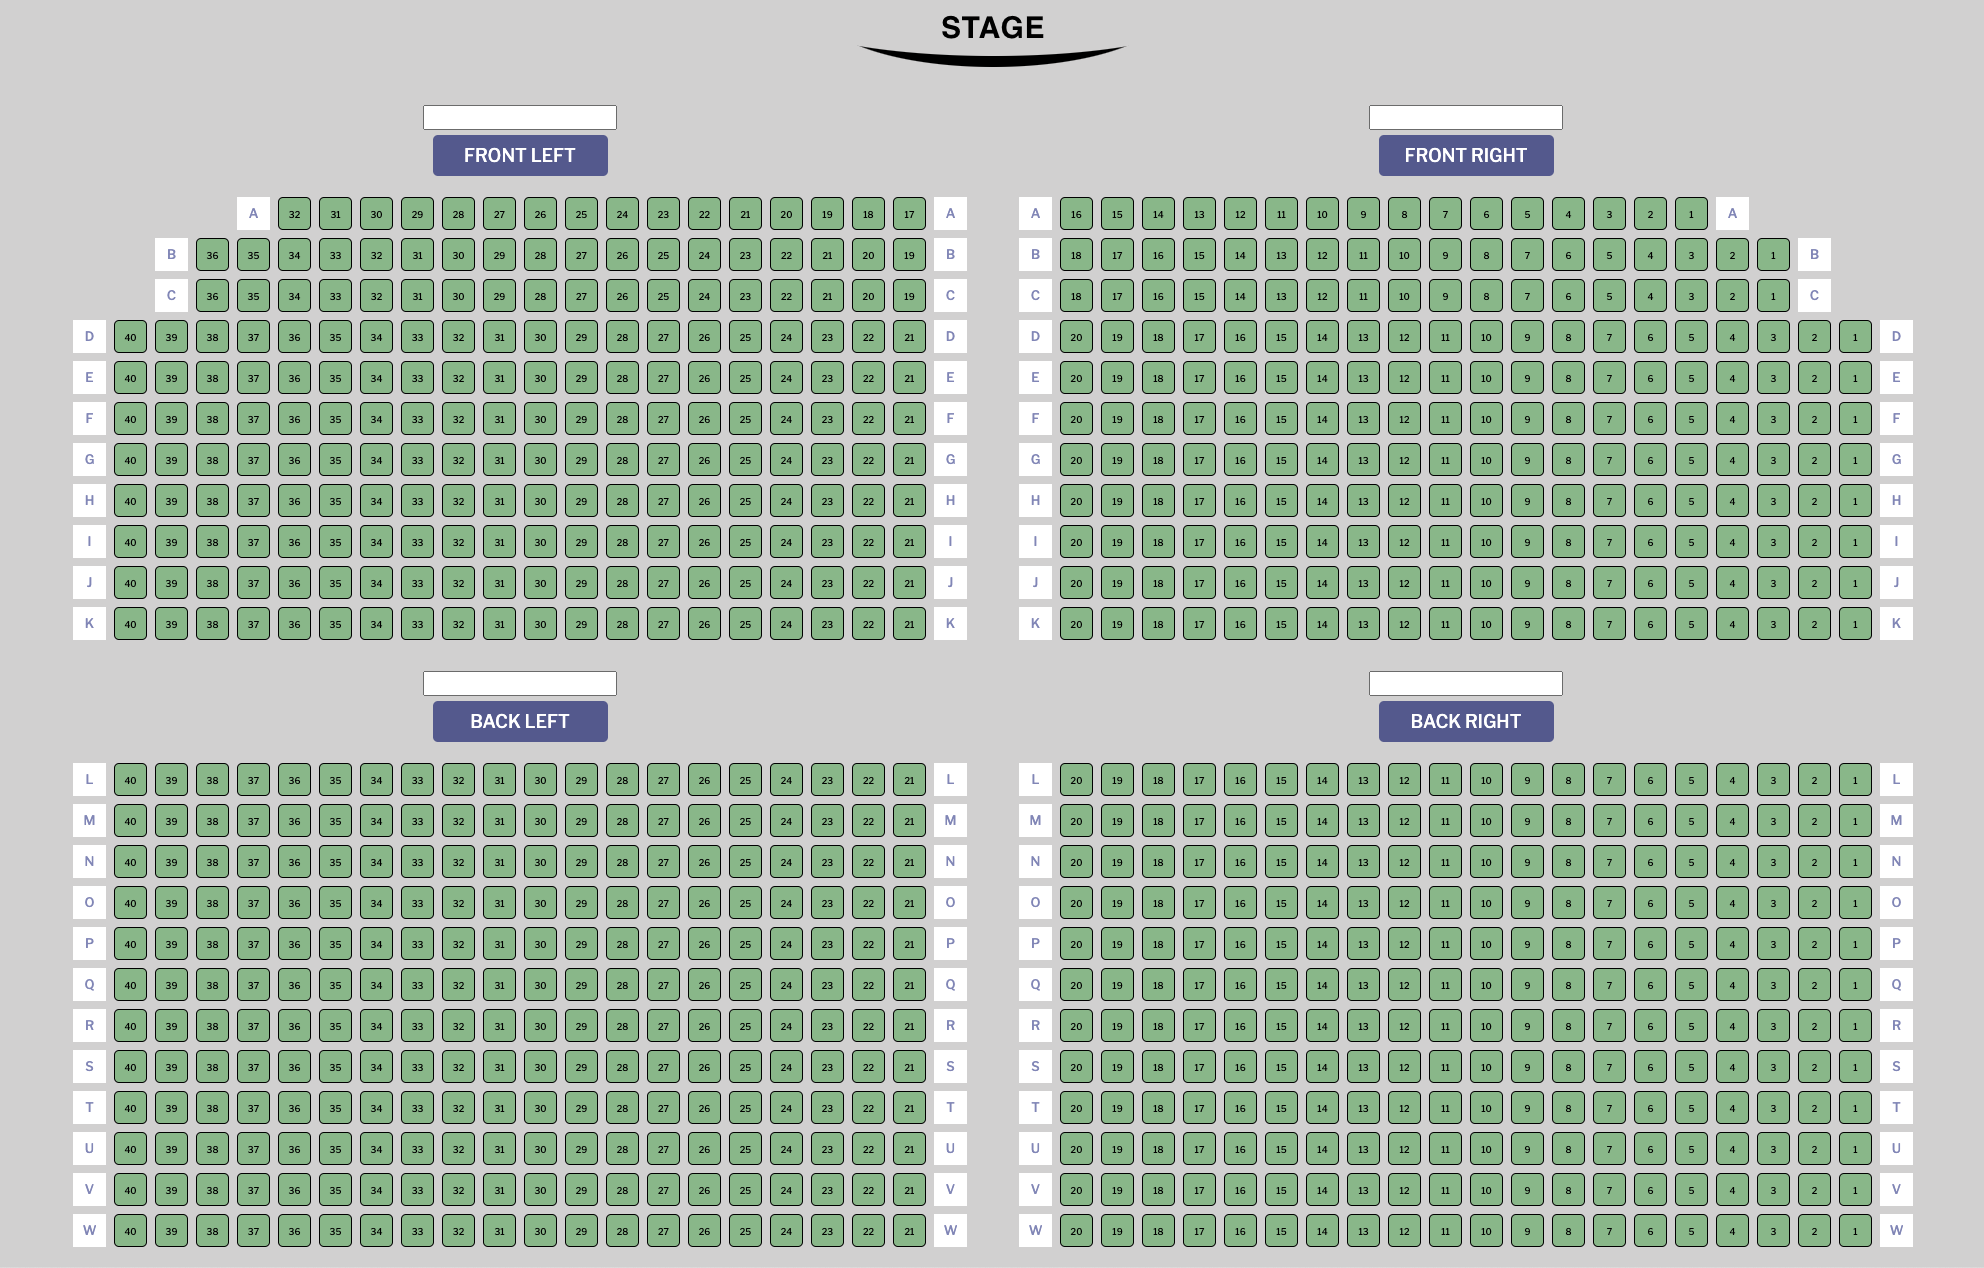 STAGE
FRONT LEFT FRONT RIGHT
A 32 31 30 29 28 27 26 25 24 23 22 21 20 19 18 17 A A 16 15 14 13 12 11 10 9 8 7 6 5 4 3 2 1 A
B 36 35 34 33 32 31 30 29 28 27 26 25 24 23 22 21 20 19 B B 18 17 16 15 14 13 12 11 10 9 8 7 6 5 4 3 2 1 B
C 36 35 34 33 32 31 30 29 28 27 26 25 24 23 22 21 20 19 C C 18 17 16 15 14 13 12 11 10 9 8 7 6 5 4 3 2 1 C
D 40 39 38 37 36 35 34 33 32 31 30 29 28 27 26 25 24 23 22 21 D D 20 19 18 17 16 15 14 13 12 11 10 9 8 7 6 5 4 3 2 1 D
E 40 39 38 37 36 35 34 33 32 31 30 29 28 27 26 25 24 23 22 21 E E 20 19 18 17 16 15 14 13 12 11 10 9 8 7 6 5 4 3 2 1 E
F 40 39 38 37 36 35 34 33 32 31 30 29 28 27 26 25 24 23 22 21 F F 20 19 18 17 16 15 14 13 12 11 10 9 8 7 6 5 4 3 2 1 F
G 40 39 38 37 36 35 34 33 32 31 30 29 28 27 26 25 24 23 22 21 G G 20 19 18 17 16 15 14 13 12 11 10 9 8 7 6 5 4 3 2 1 G
H 40 39 38 37 36 35 34 33 32 31 30 29 28 27 26 25 24 23 22 21 H H 20 19 18 17 16 15 14 13 12 11 10 9 8 7 6 5 4 3 2 1 H
I 40 39 38 37 36 35 34 33 32 31 30 29 28 27 26 25 24 23 22 21 I I 20 19 18 17 16 15 14 13 12 11 10 9 8 7 6 5 4 3 2 1 I
J 40 39 38 37 36 35 34 33 32 31 30 29 28 27 26 25 24 23 22 21 J J 20 19 18 17 16 15 14 13 12 11 10 9 8 7 6 5 4 3 2 1 J
K 40 39 38 37 36 35 34 33 32 31 30 29 28 27 26 25 24 23 22 21 K K 20 19 18 17 16 15 14 13 12 11 10 9 8 7 6 5 4 3 2 1 K
BACK LEFT BACK RIGHT
L 40 39 38 37 36 35 34 33 32 31 30 29 28 27 26 25 24 23 22 21 L L 20 19 18 17 16 15 14 13 12 11 10 9 8 7 6 5 4 3 2 1 L
M 40 39 38 37 36 35 34 33 32 31 30 29 28 27 26 25 24 23 22 21 M M 20 19 18 17 16 15 14 13 12 11 10 9 8 7 6 5 4 3 2 1 M
N 40 39 38 37 36 35 34 33 32 31 30 29 28 27 26 25 24 23 22 21 N N 20 19 18 17 16 15 14 13 12 11 10 9 8 7 6 5 4 3 2 1 N
O 40 39 38 37 36 35 34 33 32 31 30 29 28 27 26 25 24 23 22 21 O O 20 19 18 17 16 15 14 13 12 11 10 9 8 7 6 5 4 3 2 1 O
P 40 39 38 37 36 35 34 33 32 31 30 29 28 27 26 25 24 23 22 21 P P 20 19 18 17 16 15 14 13 12 11 10 9 8 7 6 5 4 3 2 1 P
Q 40 39 38 37 36 35 34 33 32 31 30 29 28 27 26 25 24 23 22 21 Q Q 20 19 18 17 16 15 14 13 12 11 10 9 8 7 6 5 4 3 2 1 Q
R 40 39 38 37 36 35 34 33 32 31 30 29 28 27 26 25 24 23 22 21 R R 20 19 18 17 16 15 14 13 12 11 10 9 8 7 6 5 4 3 2 1 R
S 40 39 38 37 36 35 34 33 32 31 30 29 28 27 26 25 24 23 22 21 S S 20 19 18 17 16 15 14 13 12 11 10 9 8 7 6 5 4 3 2 1 S
T 40 39 38 37 36 35 34 33 32 31 30 29 28 27 26 25 24 23 22 21 T T 20 19 18 17 16 15 14 13 12 11 10 9 8 7 6 5 4 3 2 1 T
U 40 39 38 37 36 35 34 33 32 31 30 29 28 27 26 25 24 23 22 21 U U 20 19 18 17 16 15 14 13 12 11 10 9 8 7 6 5 4 3 2 1 U
V 40 39 38 37 36 35 34 33 32 31 30 29 28 27 26 25 24 23 22 21 V V 20 19 18 17 16 15 14 13 12 11 10 9 8 7 6 5 4 3 2 1 V
W 40 39 38 37 36 35 34 33 32 31 30 29 28 27 26 25 24 23 22 21 W W 20 19 18 17 16 15 14 13 12 11 10 9 8 7 6 5 4 3 2 1 W